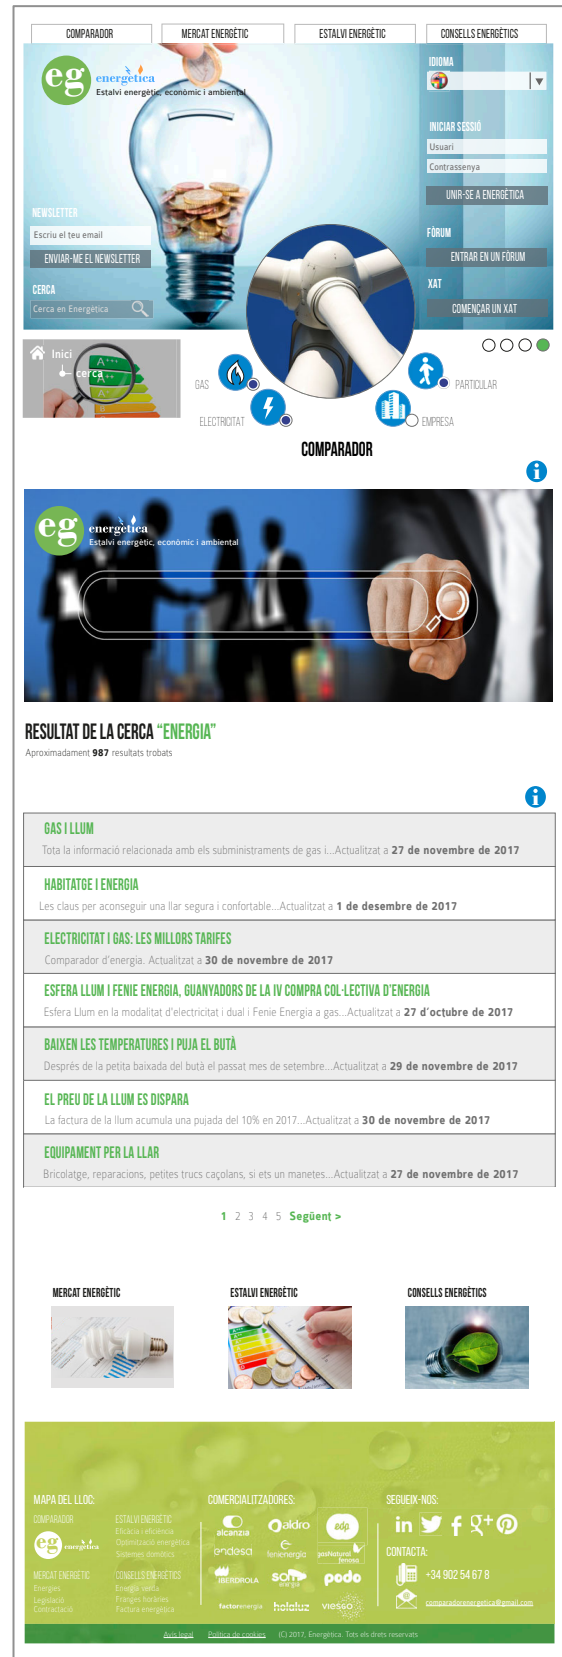 COMPARADOR
MERCAT ENERGÈTIC
ESTALVI ENERGÈTIC
CONSELLS ENERGÈTICS
eg energètica
Estalvi energètic, econòmic i ambiental
IDIOMA
INICIAR SESSIÓ
Usuari
Contrassenya
UNIR-SE A ENERGÈTICA
NEWSLETTER
Escriu el teu email
ENVIAR-ME EL NEWSLETTER
FÒRUM
ENTRAR EN UN FÒRUM
CERCA
Cerca en Energètica
XAT
COMENÇAR UN XAT
Inici
cerca
A+++
A++
A+
GAS
PARTICULAR
ELECTRICITAT
EMPRESA
COMPARADOR
i
eg energètica
Estalvi energètic, econòmic i ambiental
RESULTAT DE LA CERCA “ENERGIA”
Aproximadament 987 resultats trobats
i
GAS I LLUM
Tota la informació relacionada amb els subministraments de gas i...Actualitzat a 27 de novembre de 2017
HABITATGE I ENERGIA
Les claus per aconseguir una llar segura i confortable...Actualitzat a 1 de desembre de 2017
ELECTRICITAT I GAS: LES MILLORS TARIFES
Comparador d'energia. Actualitzat a 30 de novembre de 2017
ESFERA LLUM I FENIE ENERGIA, GUANYADORS DE LA IV COMPRA COL·LECTIVA D'ENERGIA
Esfera Llum en la modalitat d'electricitat i dual i Fenie Energia a gas...Actualitzat a 27 d'octubre de 2017
BAIXEN LES TEMPERATURES I PUJA EL BUTÀ
Després de la petita baixada del butà el passat mes de setembre...Actualitzat a 29 de novembre de 2017
EL PREU DE LA LLUM ES DISPARA
La factura de la llum acumula una pujada del 10% en 2017...Actualitzat a 30 de novembre de 2017
EQUIPAMENT PER LA LLAR
Bricolatge, reparacions, petites trucs caçolans, si ets un manetes...Actualitzat a 27 de novembre de 2017
1 2 3 4 5 Següent >
MERCAT ENERGÈTIC
ESTALVI ENERGÈTIC
CONSELLS ENERGÈTICS
MAPA DEL LLOC:
COMPARADOR
eg energètica
MERCAT ENERGÈTIC
Energies
Legislació
Contractació
ESTALVI ENERGÈTIC
Eficàcia i eficiència
Optimització energètica
Sistemes domòtics
CONSELLS ENERGÈTICS
Energia verda
Franges horàries
Factura energètica
COMERCIALITZADORES:
alcanzia
aldro
edp
endesa
fenieenergía
gasNatural fenosa
IBERDROLA
som energia
podo
factorenergia
holaluz
viesgo
SEGUEIX-NOS:
in f g+
CONTACTA:
+34 902 54 67 8
comparadorenergetica@gmail.com
Avis legal
Política de cookies
(C) 2017, Energètica. Tots els drets reservats